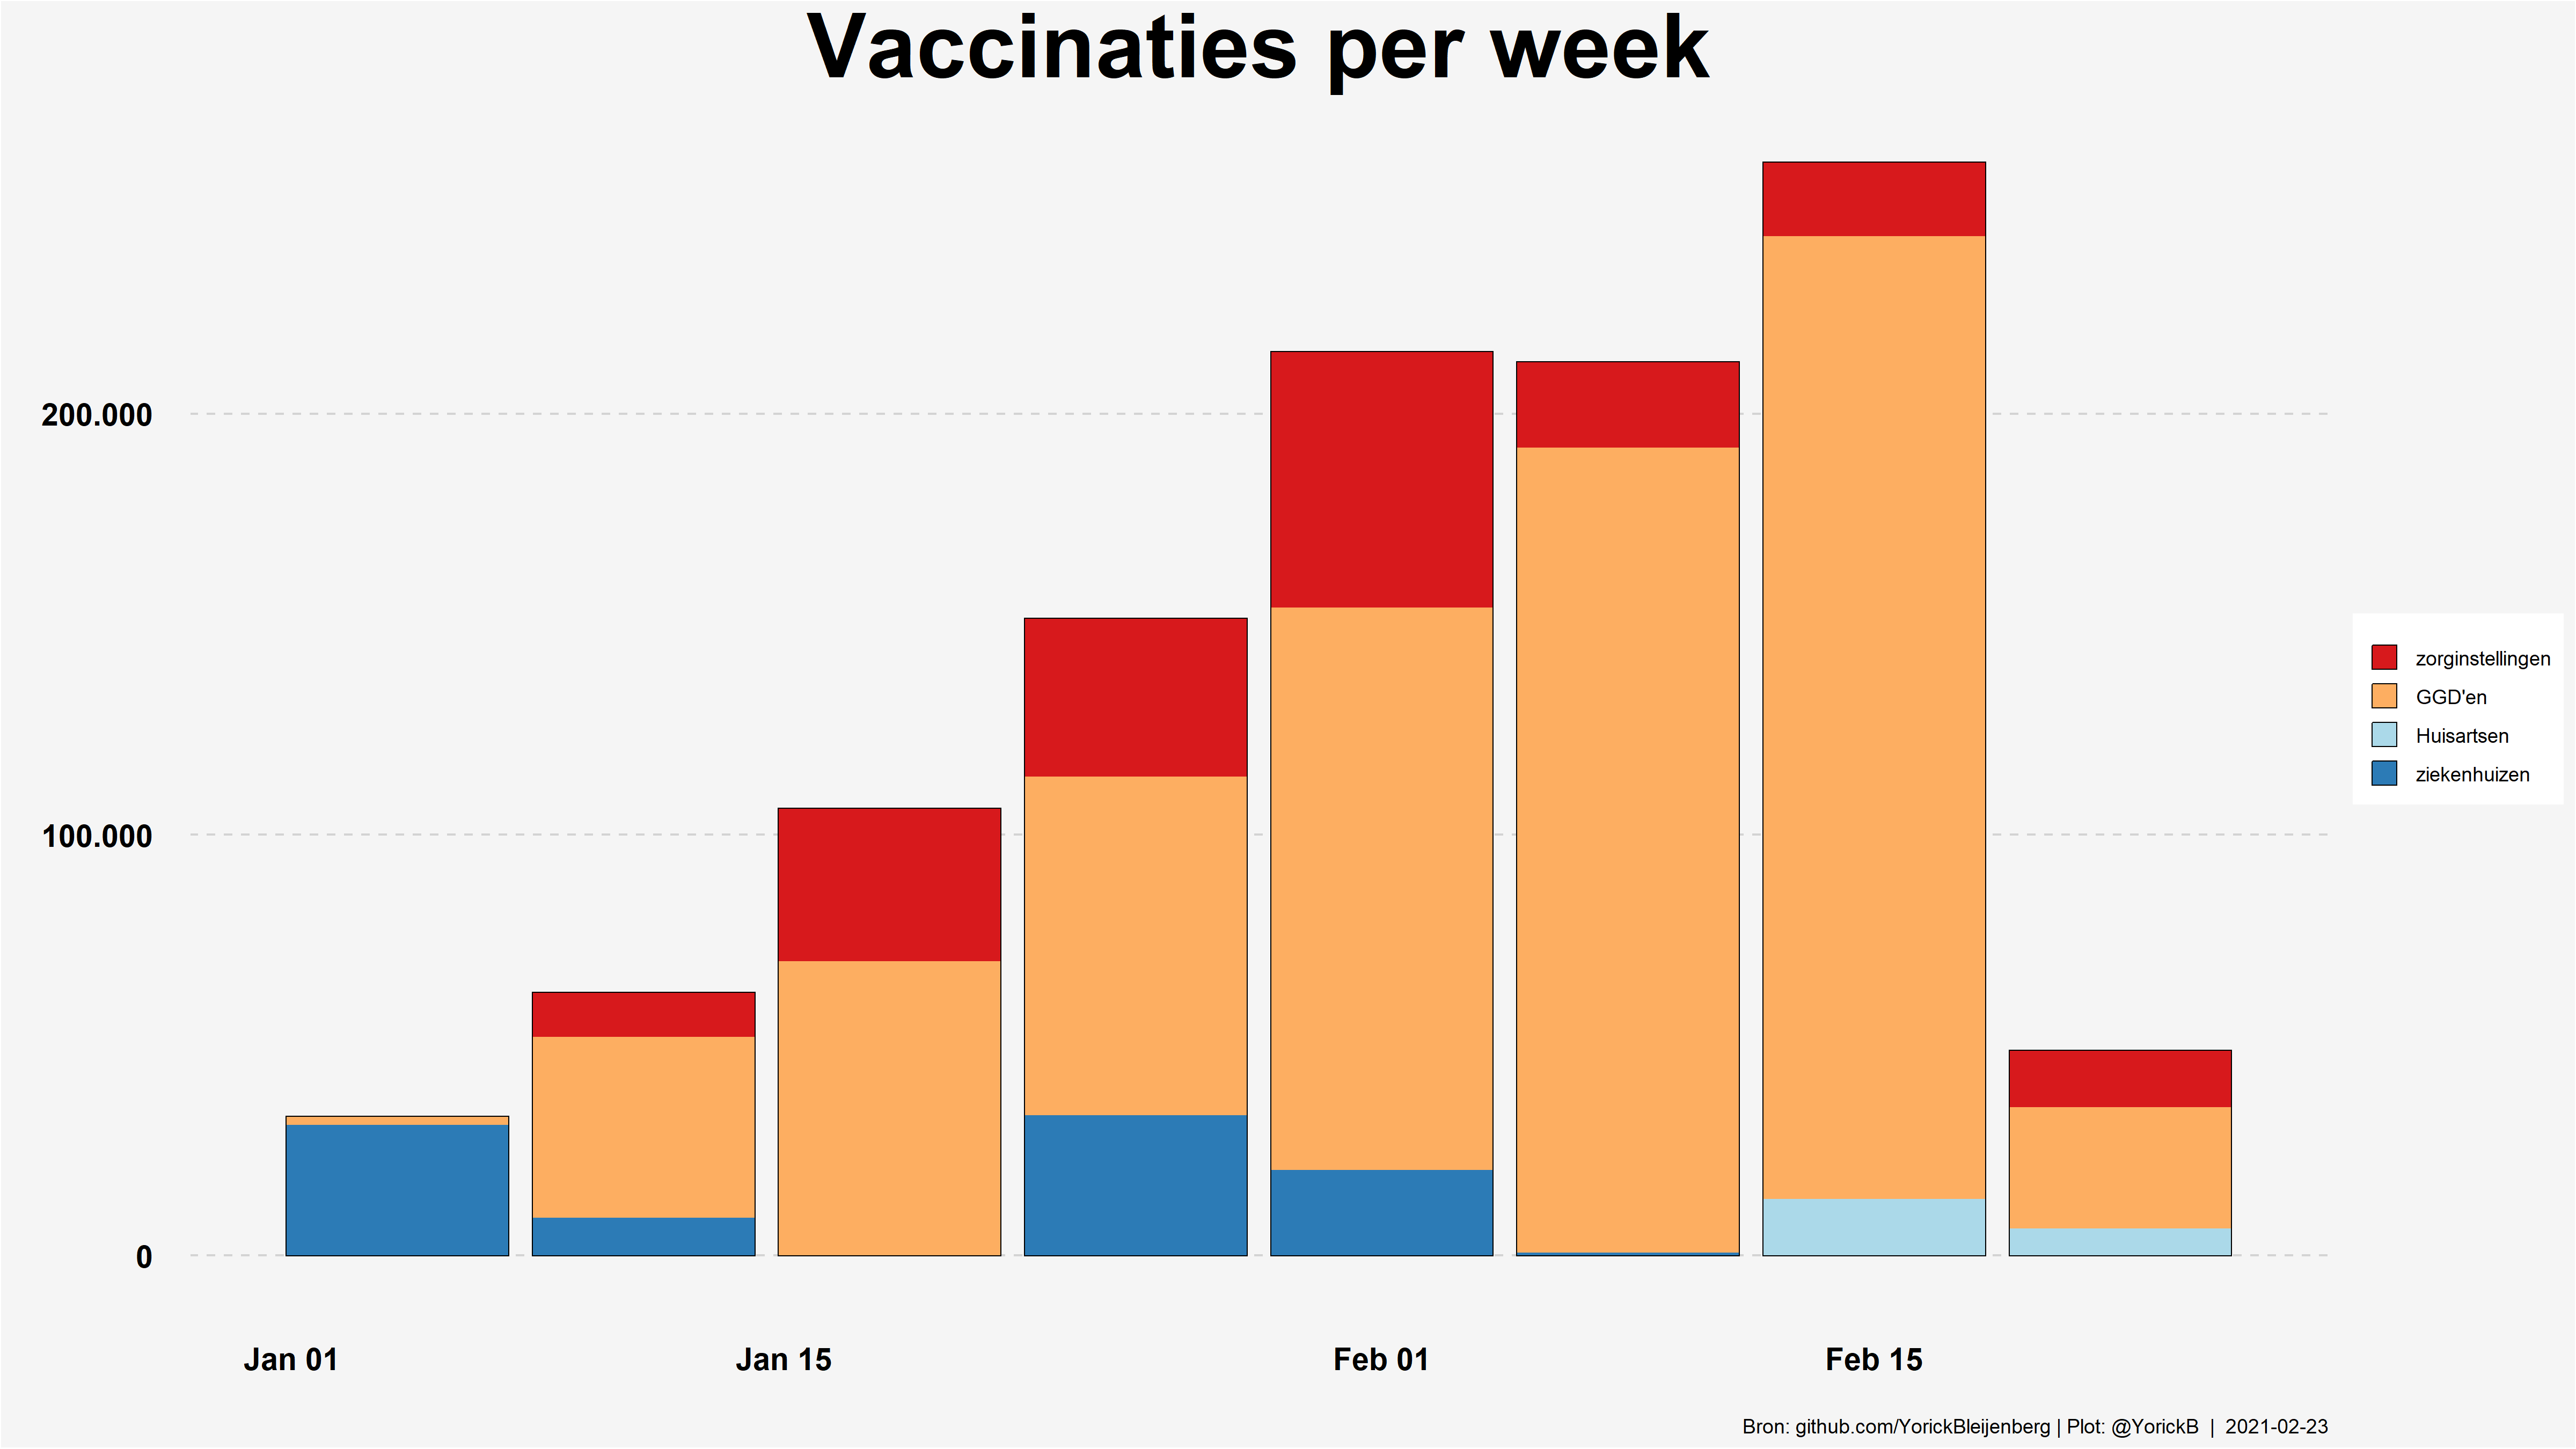 Vaccinaties per week
200.000
100.000
0
zorginstellingen
GGD'en
Huisartsen
ziekenhuizen
Jan 01
Jan 15
Feb 01
Feb 15
Bron: github.com/YorickBleijenberg | Plot: @YorickB | 2021-02-23